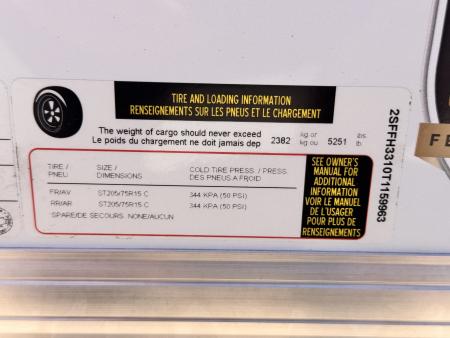 TIRE AND LOADING INFORMATION
RENSEIGNEMENTS SUR LES PNEUS ET LE CHARGEMENT
The weight of cargo should never exceed
Le poids du chargement ne doit jamais dep 2382 kg or kg ou 5251 lbs. lb.
TIRE / PNEU
SIZE / DIMENSIONS
COLD TIRE PRESS. / PRESS. DES PNEUS A FROID
FR/AV ST205/75R15 C 344 KPA (50 PSI)
RR/AR ST205/75R15 C 344 KPA (50 PSI)
SPARE/DE SECOURS NONE/AUCUN
SEE OWNER'S
MANUAL FOR
ADDITIONAL
INFORMATION
VOIR LE MANUEL
DE L'USAGER
POUR PLUS DE
RENSEIGNEMENTS
2SFFH3310T1159963
FE